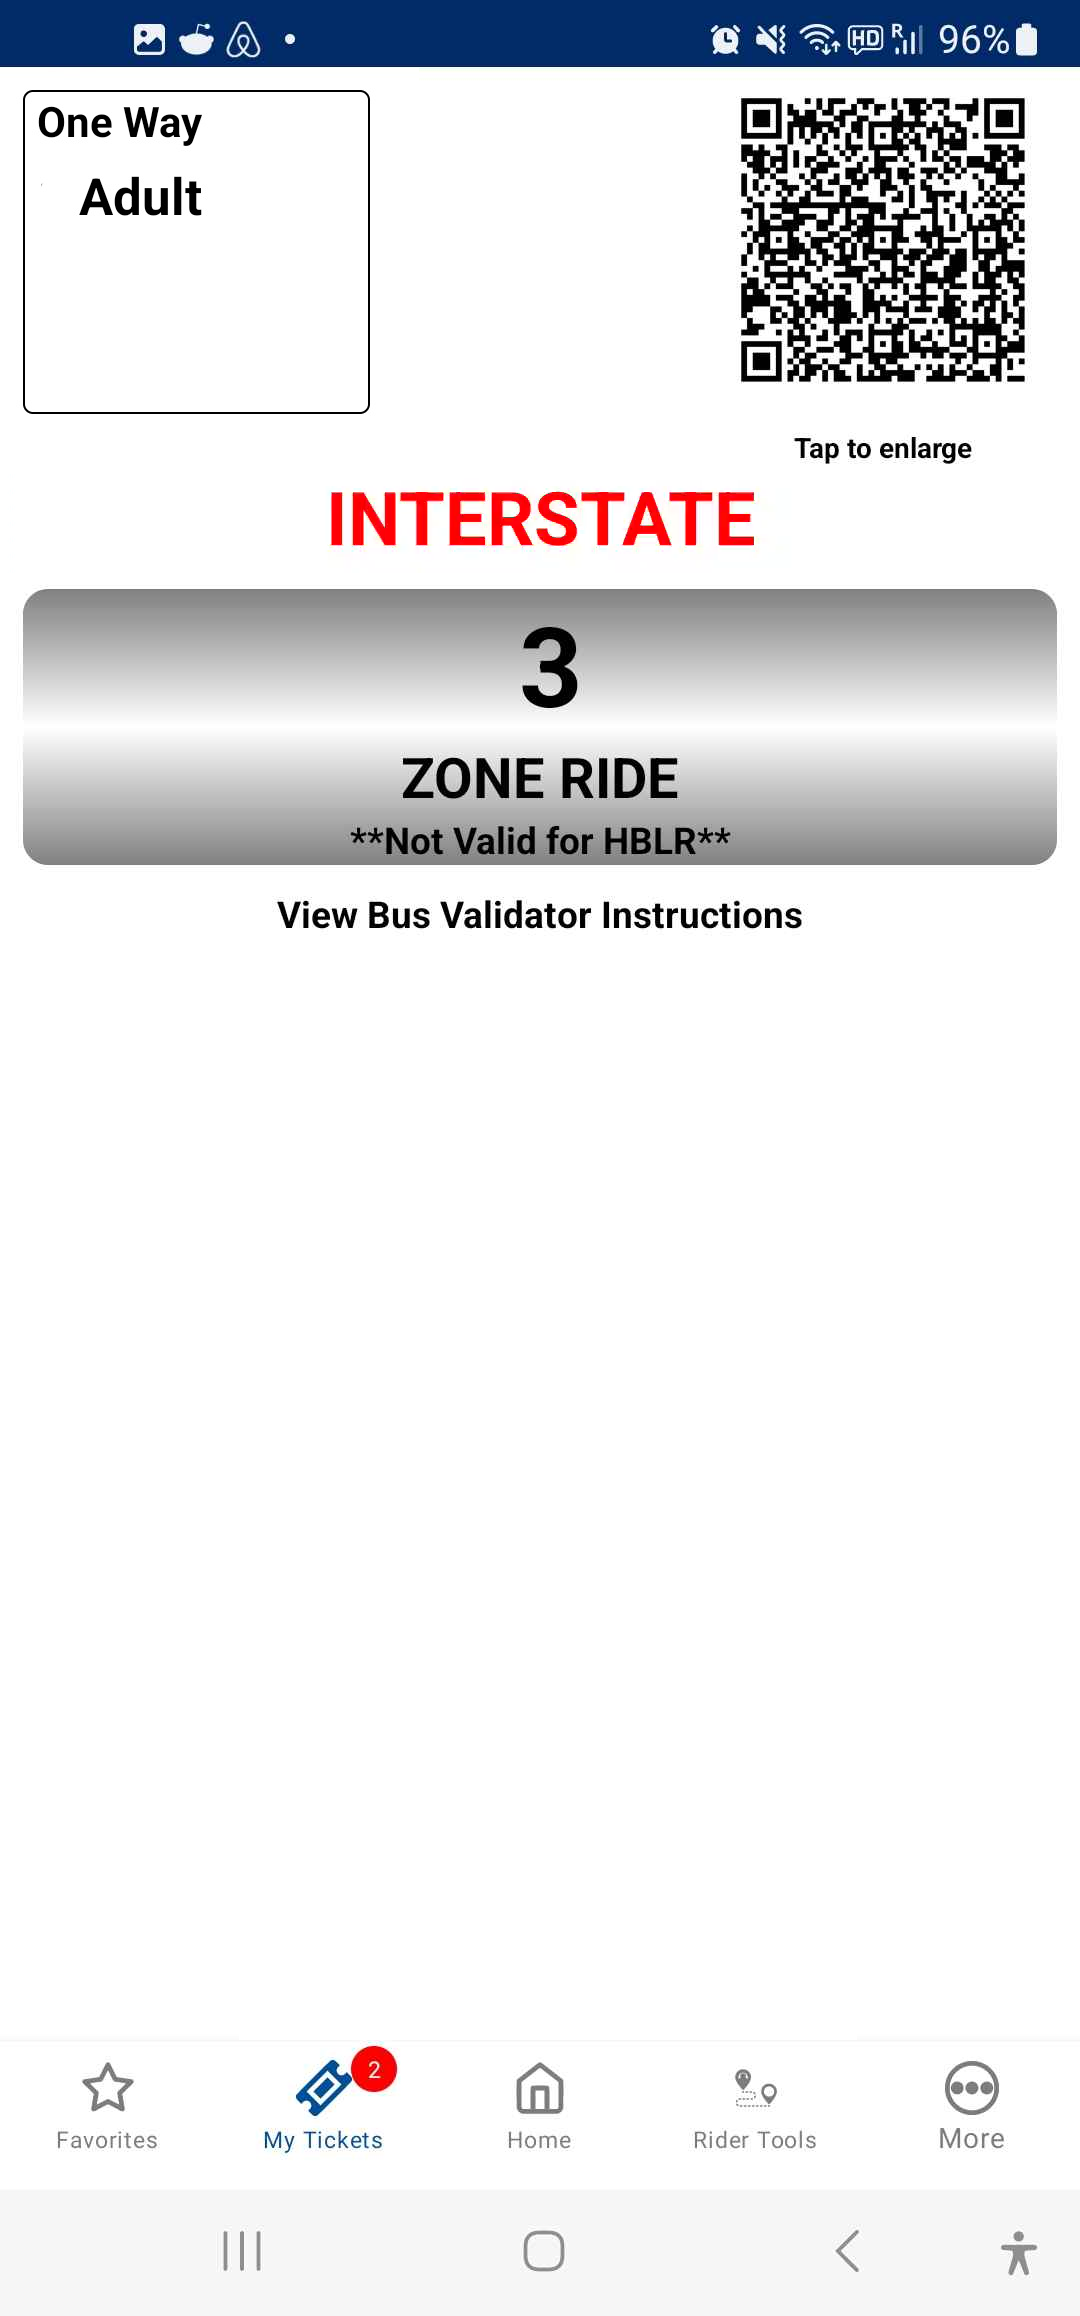 HD R 96%
One Way
Adult
Tap to enlarge
INTERSTATE
3
ZONE RIDE
**Not Valid for HBLR**
View Bus Validator Instructions
2
Favorites My Tickets Home Rider Tools More